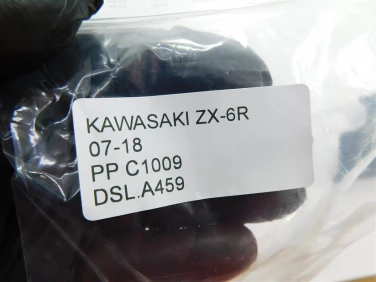 KAWASAKI ZX-6R
07-18
PP C1009
DSL.A459